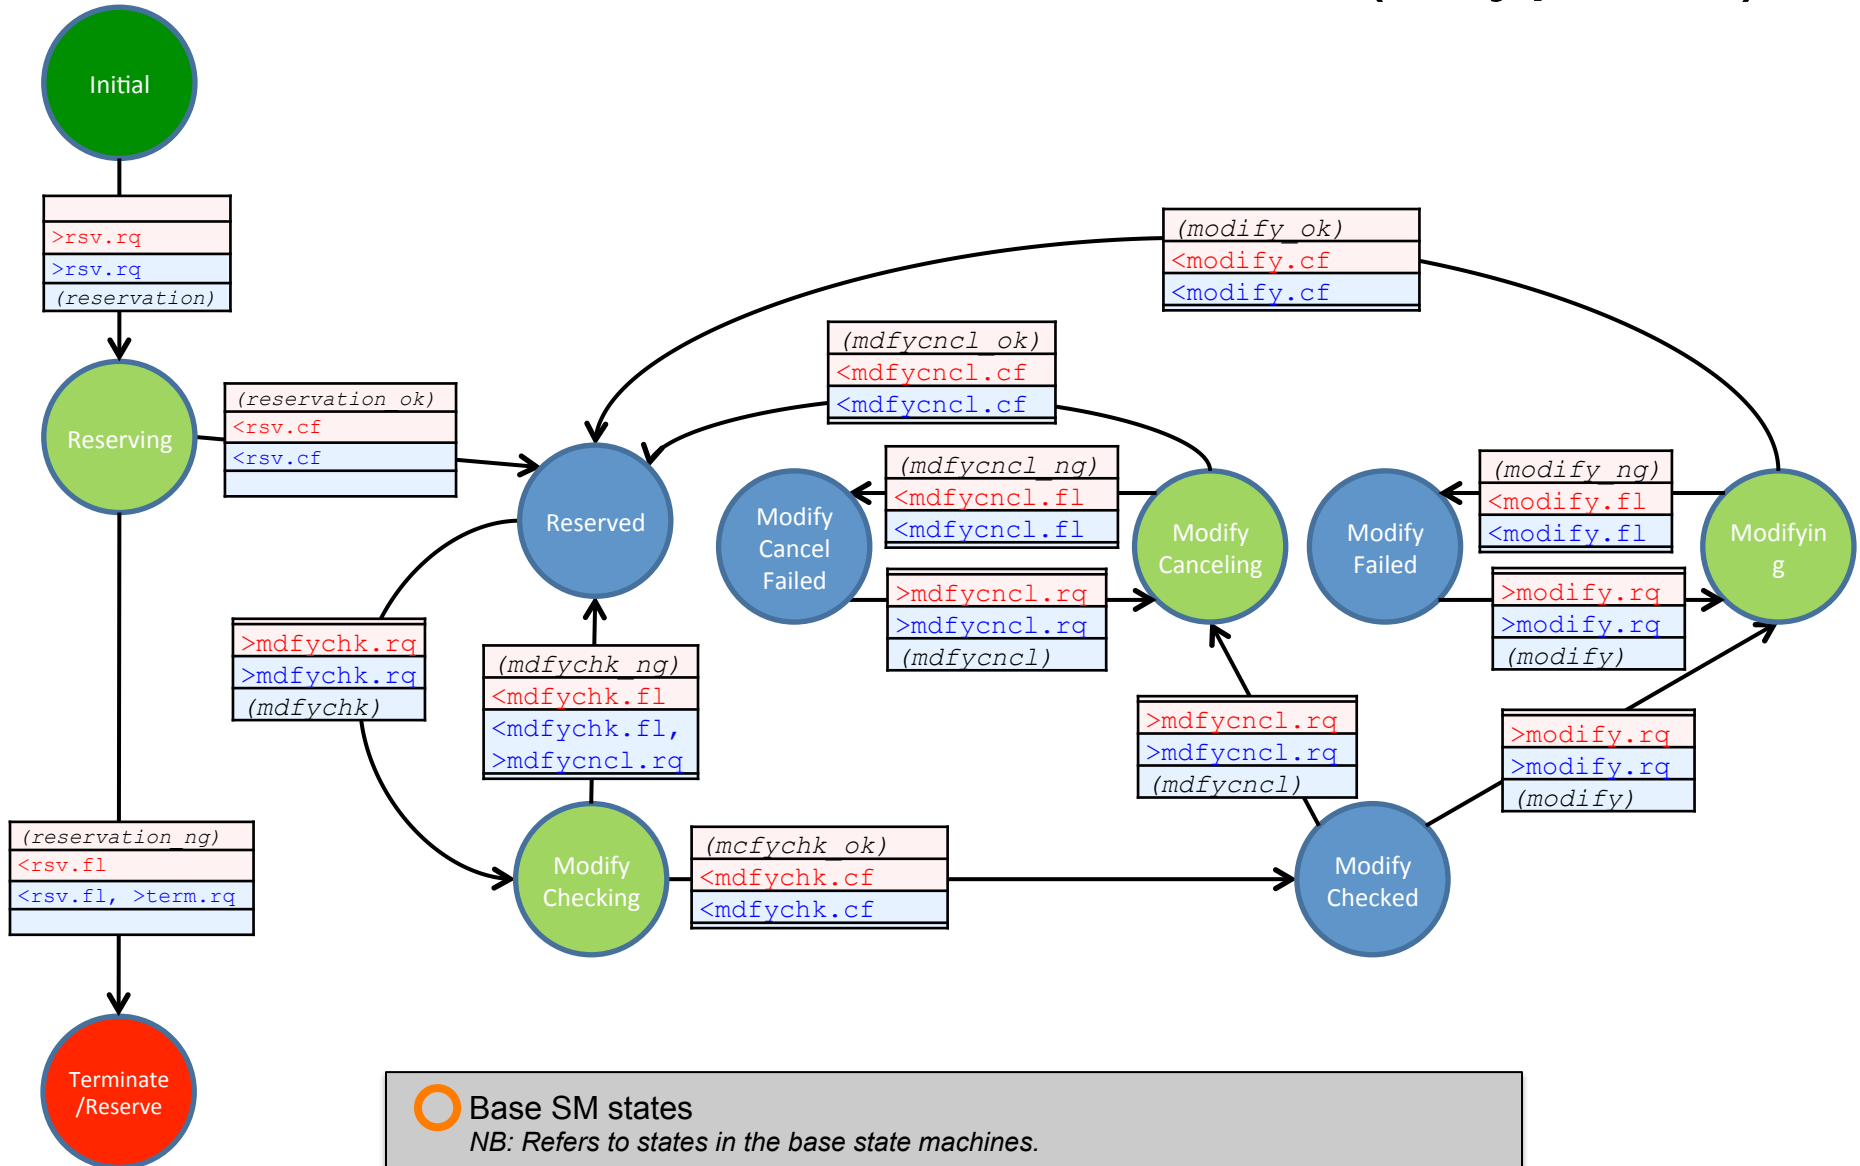 Initial
>rsv.rq
>rsv.rq
(reservation)
Reserving
(reservation_ok)
<rsv.cf
<rsv.cf
(reservation_ng)
<rsv.fl
<rsv.fl, >term.rq
Terminate
/Reserve
Reserved
>mdfychk.rq
>mdfychk.rq
(mdfychk)
(mdfychk_ng)
<mdfychk.fl
<mdfychk.fl,
>mdfycncl.rq
Modify
Checking
(mcfychk_ok)
<mdfychk.cf
<mdfychk.cf
Modify
Checked
(modify_ok)
<modify.cf
<modify.cf
(mdfycncl_ok)
<mdfycncl.cf
<mdfycncl.cf
Modify
Cancel
Failed
(mdfycncl_ng)
<mdfycncl.fl
<mdfycncl.fl
>mdfycncl.rq
>mdfycncl.rq
(mdfycncl)
Modify
Canceling
>mdfycncl.rq
>mdfycncl.rq
(mdfycncl)
Modify
Failed
(modify_ng)
<modify.fl
<modify.fl
>modify.rq
>modify.rq
(modify)
Modifyin
g
>modify.rq
>modify.rq
(modify)
Base SM states
NB: Refers to states in the base state machines.